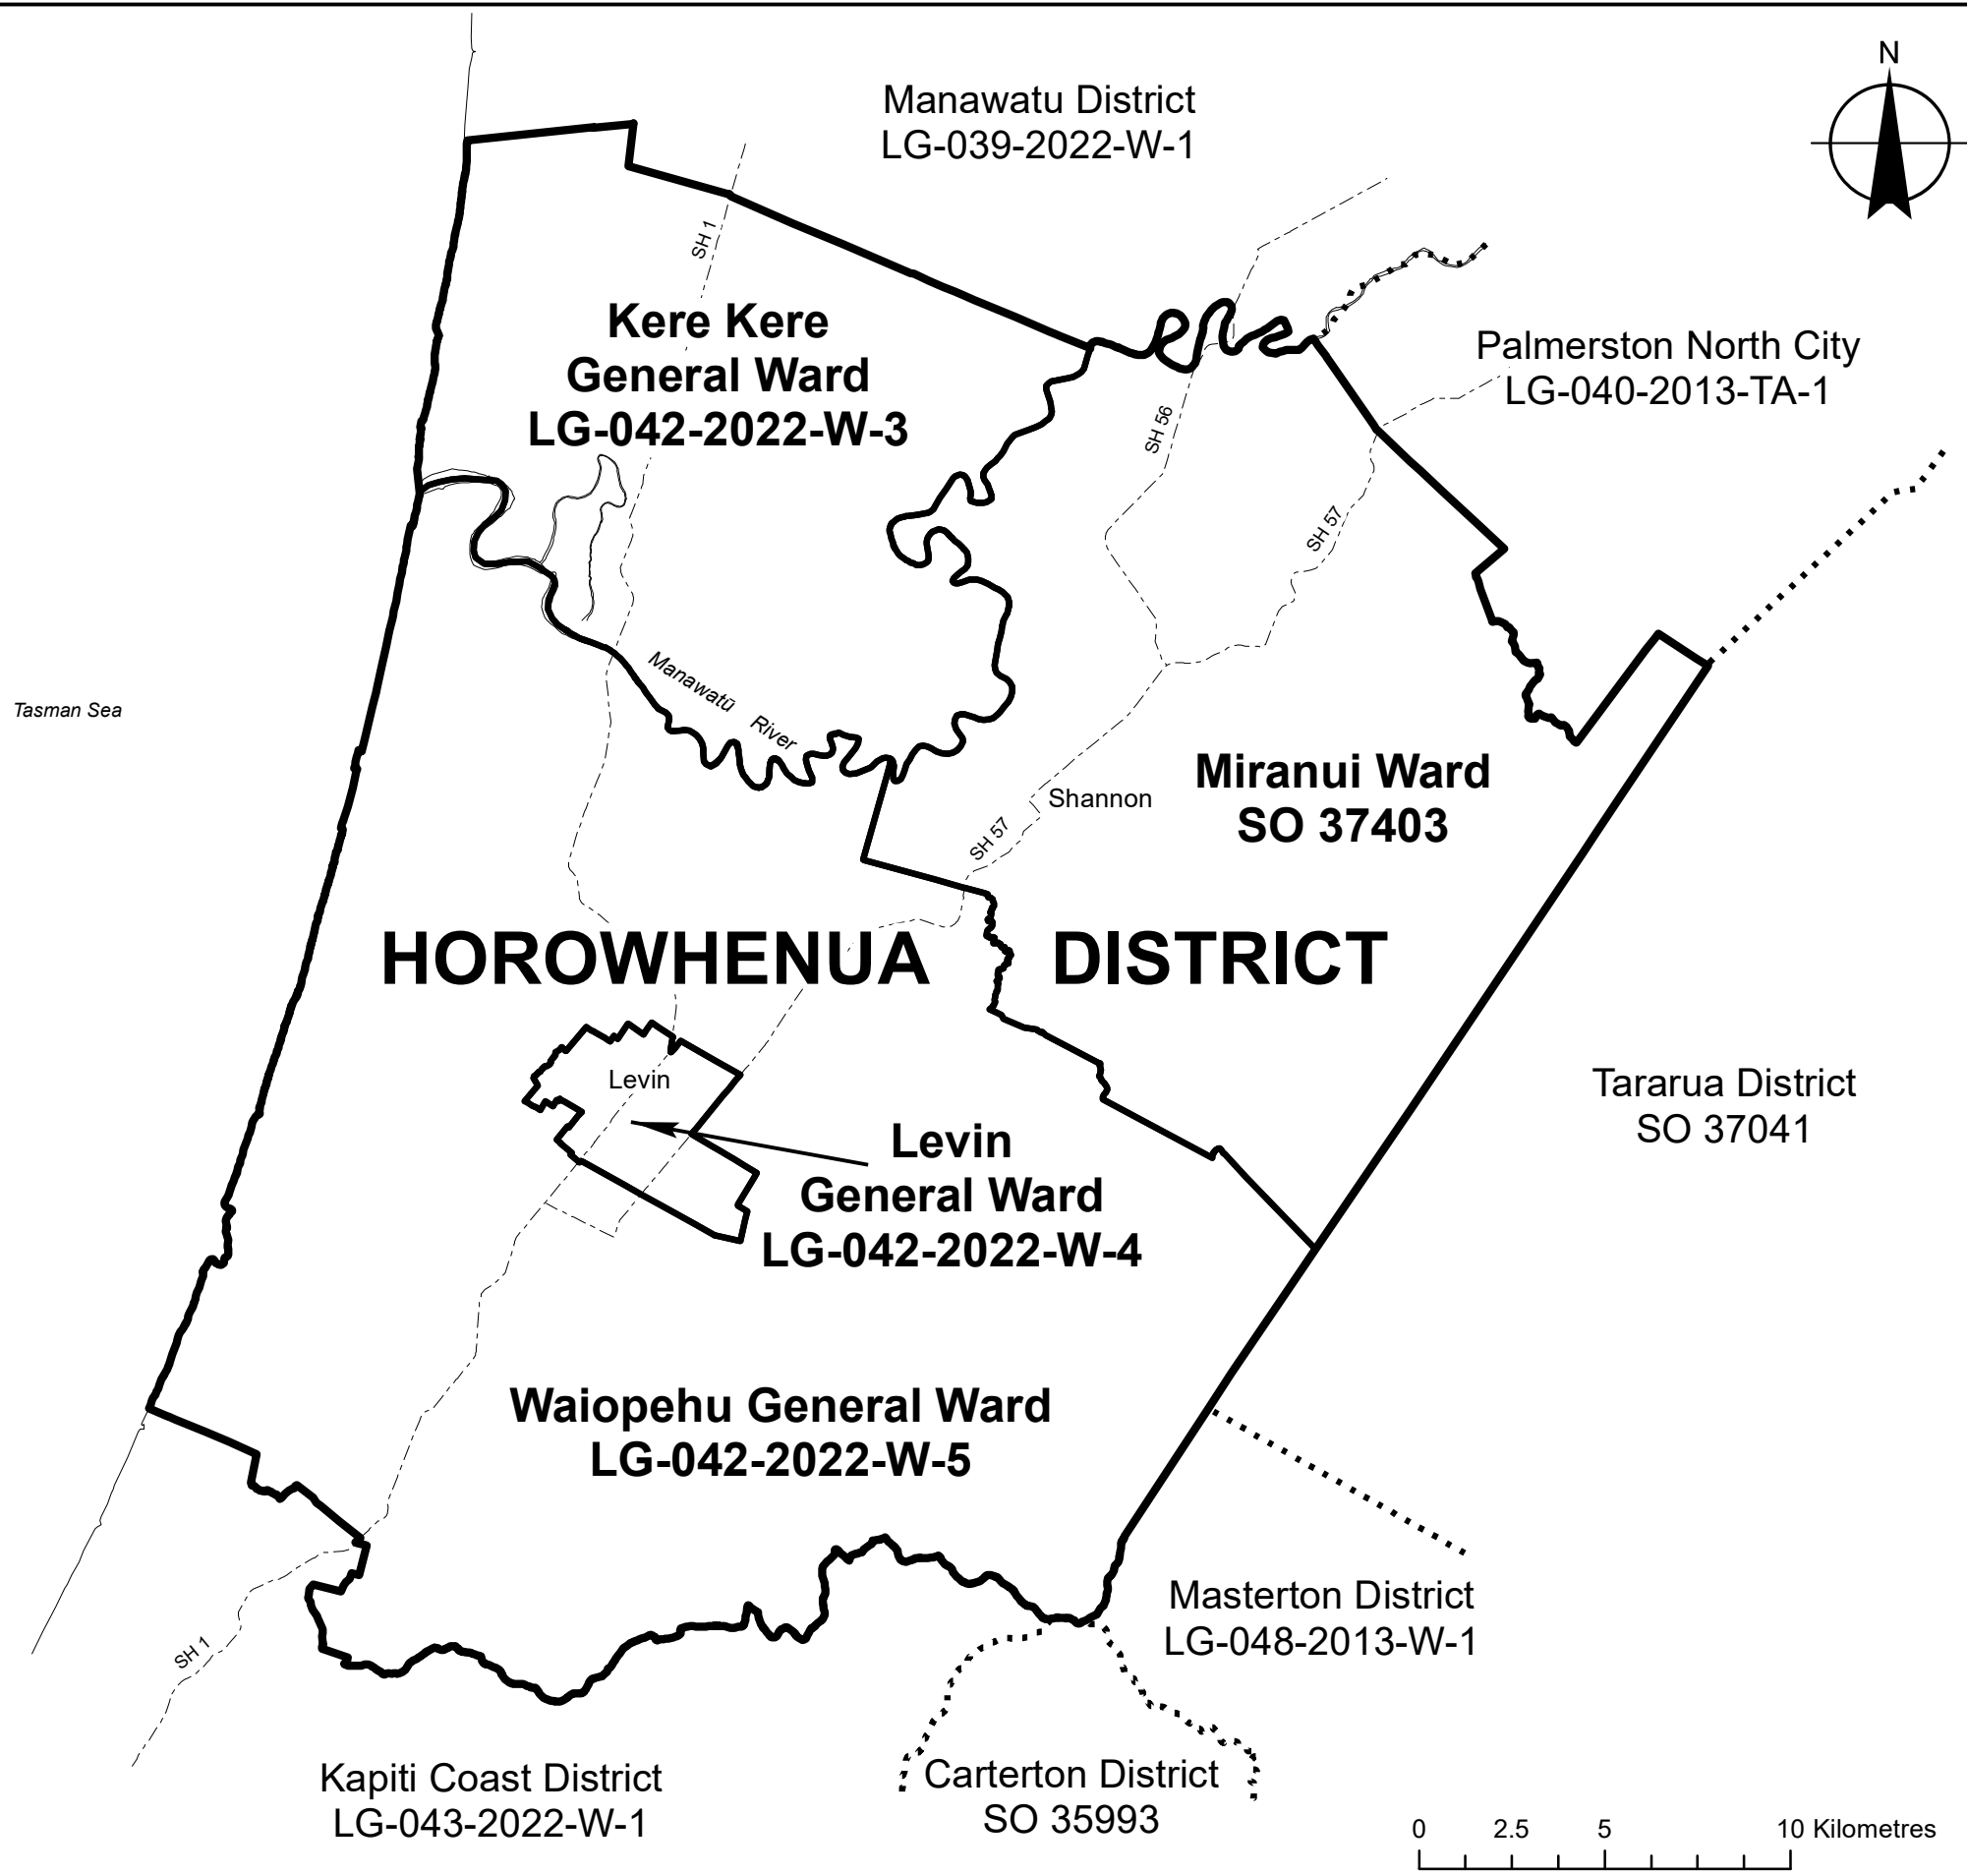 N
Manawatu District
LG-039-2022-W-1
SH 1
Kere Kere
General Ward
LG-042-2022-W-3
Palmerston North City
LG-040-2013-TA-1
SH 56
SH 57
Manawatū River
Tasman Sea
Miranui Ward
SO 37403
Shannon
SH 57
HOROWHENUA DISTRICT
Levin
Tararua District
SO 37041
Levin
General Ward
LG-042-2022-W-4
Waiopehu General Ward
LG-042-2022-W-5
Masterton District
LG-048-2013-W-1
SH 1
Kapiti Coast District
LG-043-2022-W-1
Carterton District
SO 35993
0 2.5 5 10 Kilometres